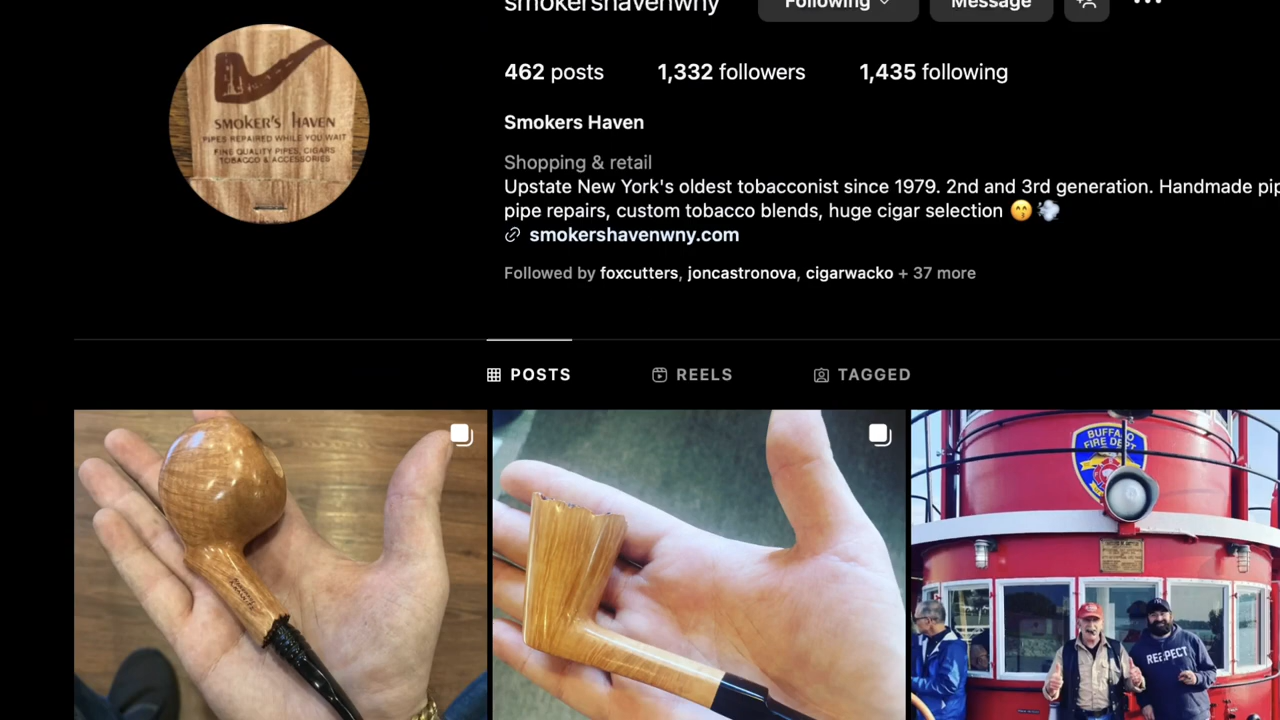 smokershavenwny
Following
Message
SMOKER'S HAVEN
PIPES REPAIRED WHILE YOU WAIT
FINE QUALITY PIPES, CIGARS
TOBACCO & ACCESSORIES
462 posts
1,332 followers
1,435 following
Smokers Haven
Shopping & retail
Upstate New York's oldest tobacconist since 1979. 2nd and 3rd generation. Handmade pip
pipe repairs, custom tobacco blends, huge cigar selection 😙💨
smokershavenwny.com
Followed by foxcutters, joncastronova, cigarwacko + 37 more
POSTS
REELS
TAGGED
BUFFALO
FIRE DEPT
RESPECT